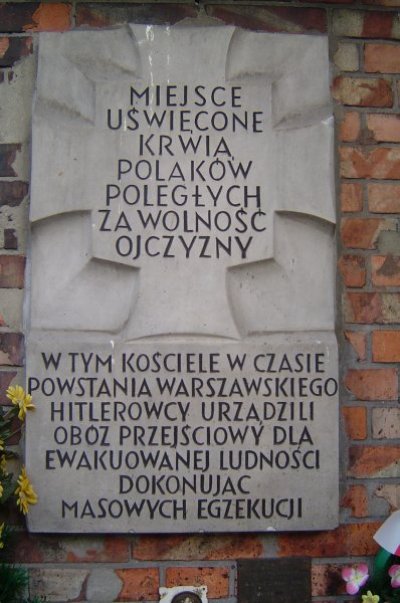 MIEJSCE
UŚWIĘCONE
KRWIĄ
POLAKÓW
POLEGŁYCH
ZA WOLNOŚĆ
OJCZYZNY
W TYM KOŚCIELE W CZASIE
POWSTANIA WARSZAWSKIEGO
HITLEROWCY URZĄDZILI
OBÓZ PRZEJŚCIOWY DLA
EWAKUOWANEJ LUDNOŚCI
DOKONUJĄC
MASOWYCH EGZEKUCJI